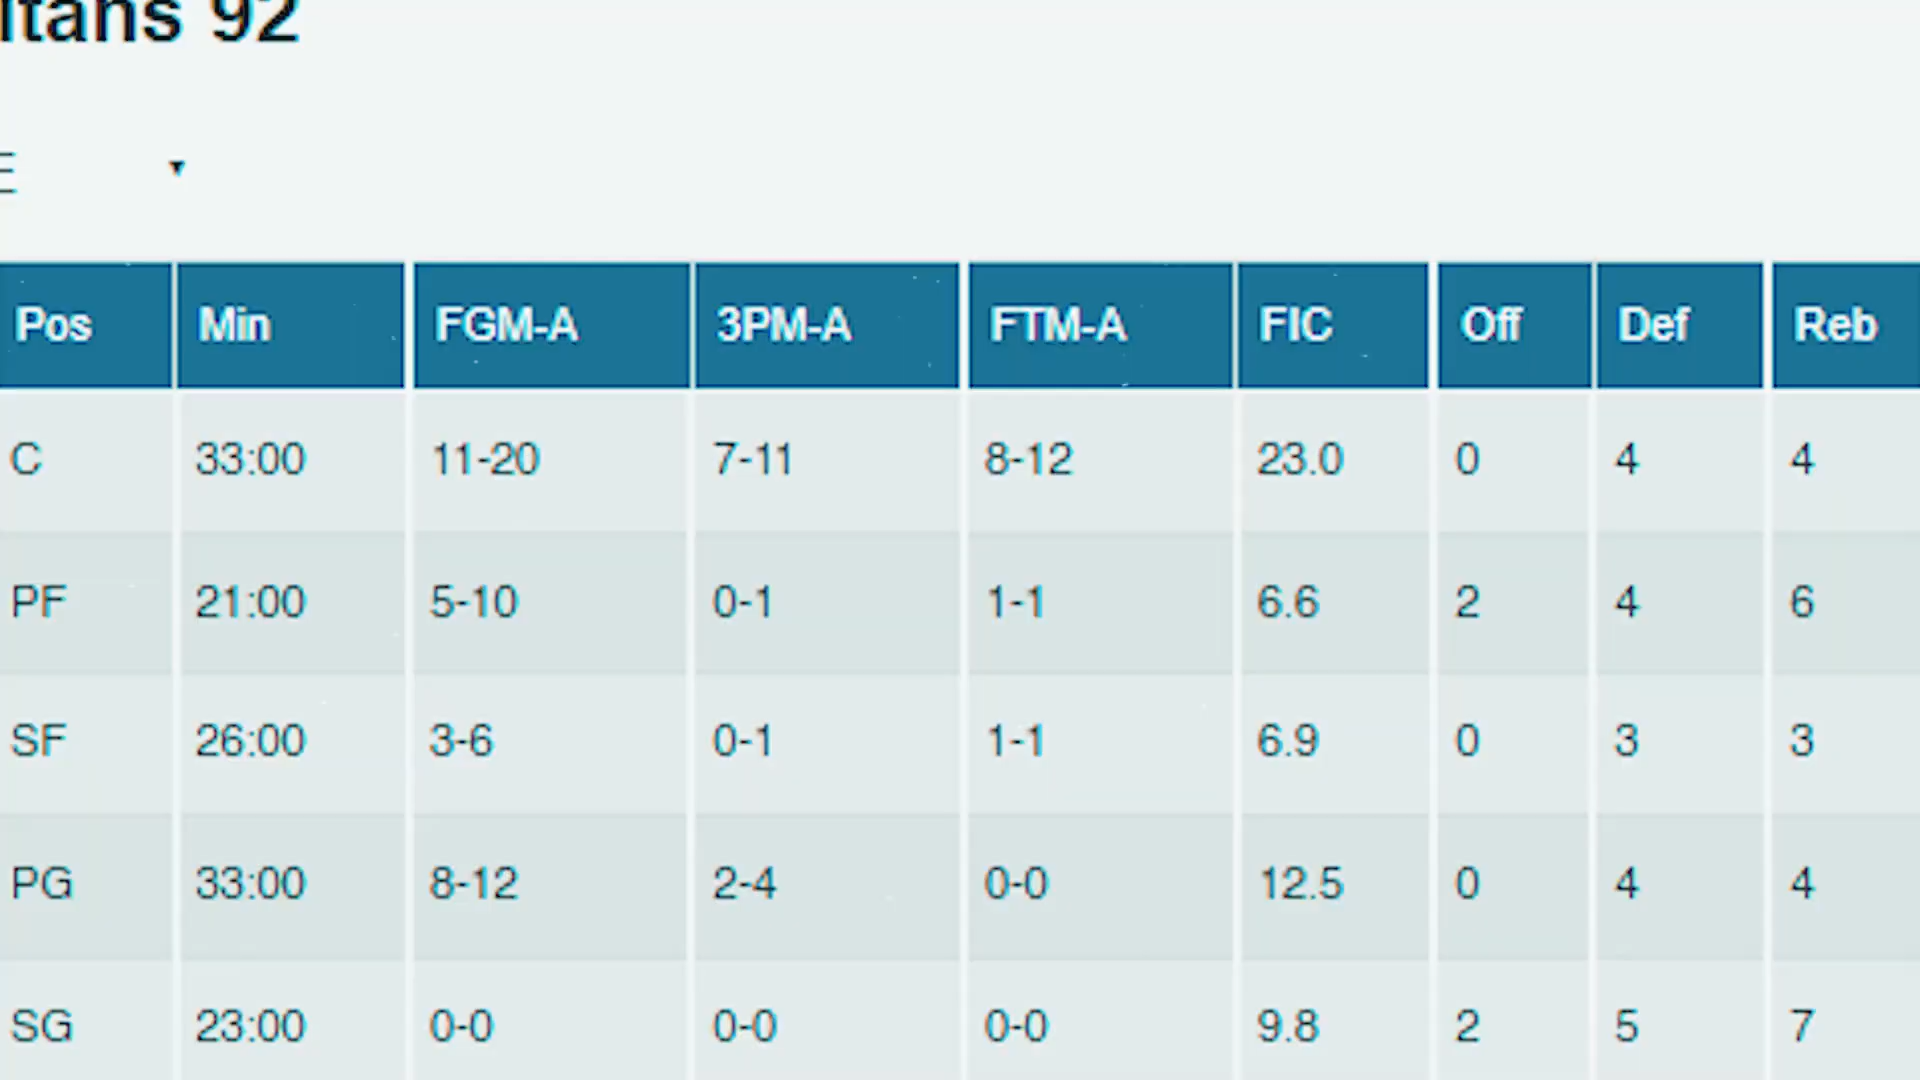 itans 92
Pos Min FGM-A 3PM-A FTM-A FIC Off Def Reb
C 33:00 11-20 7-11 8-12 23.0 0 4 4
PF 21:00 5-10 0-1 1-1 6.6 2 4 6
SF 26:00 3-6 0-1 1-1 6.9 0 3 3
PG 33:00 8-12 2-4 0-0 12.5 0 4 4
SG 23:00 0-0 0-0 0-0 9.8 2 5 7